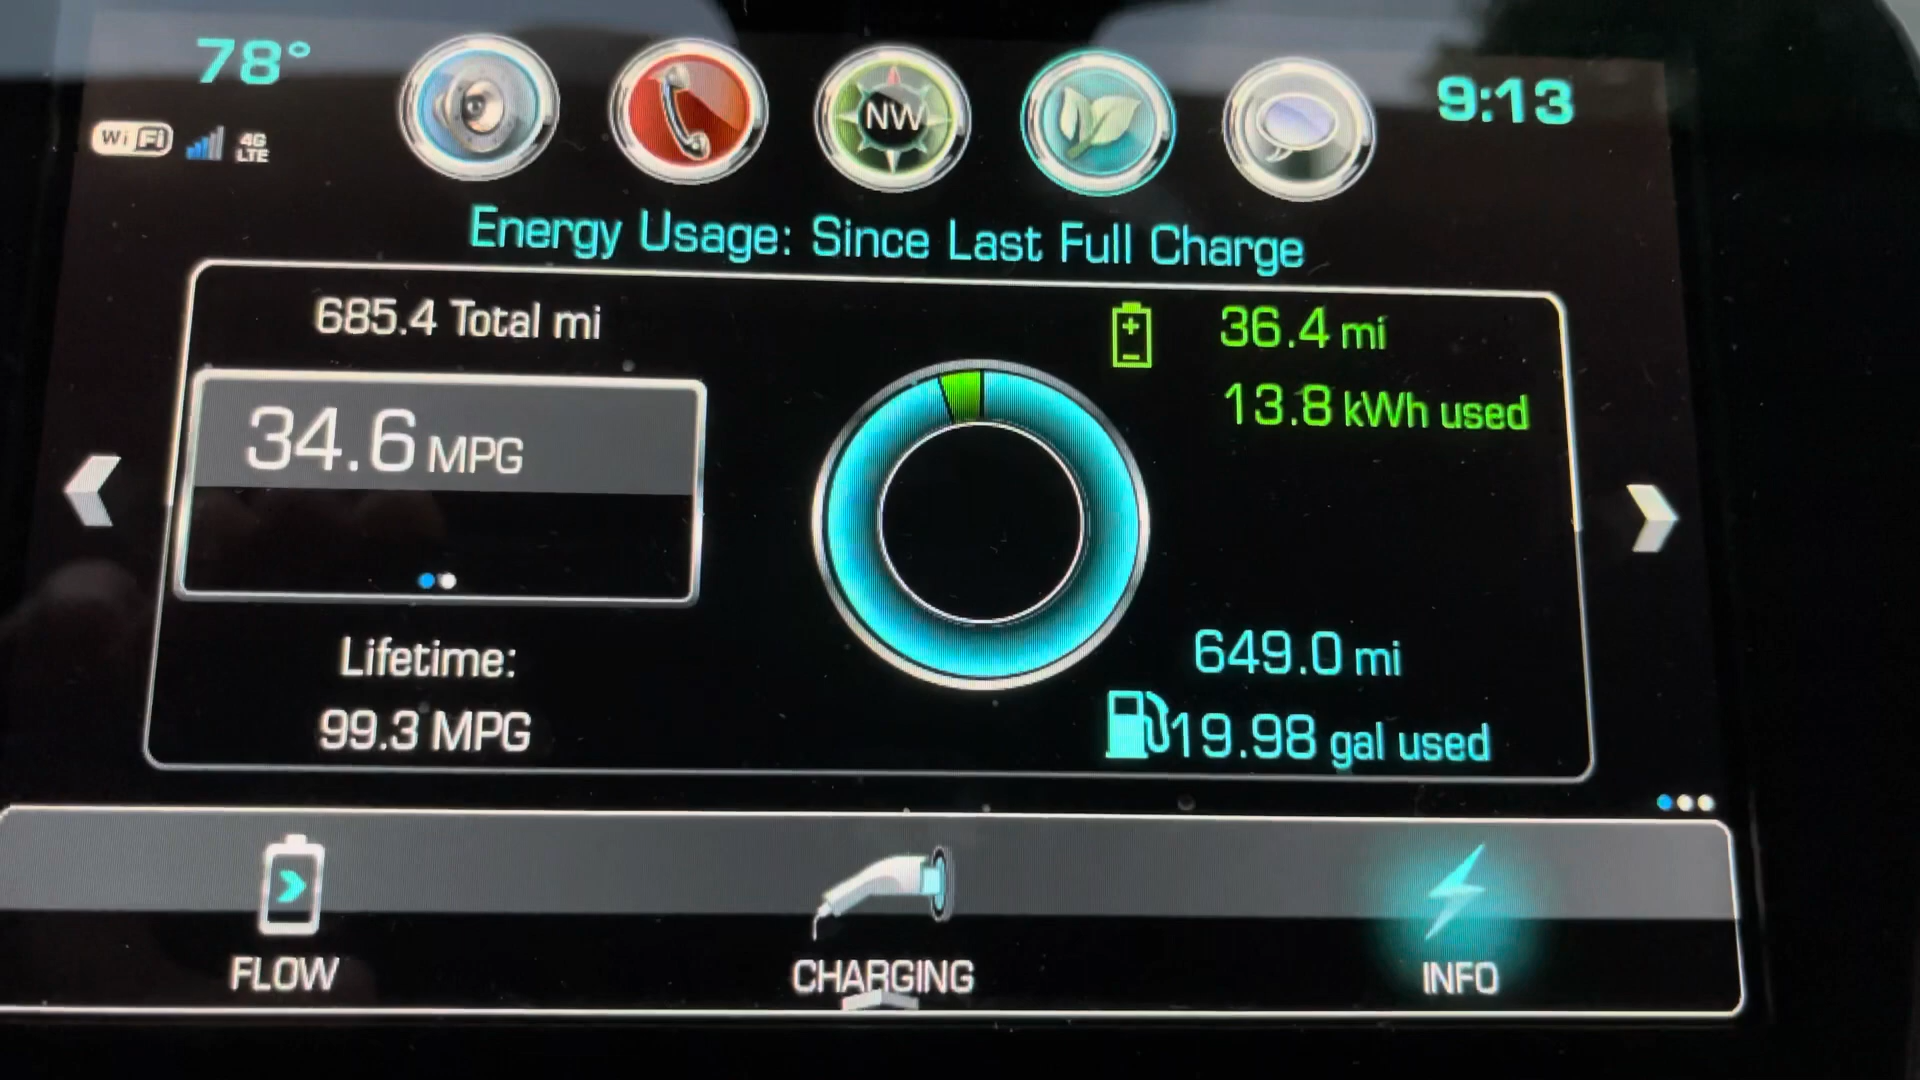 78°
9:13
Wi Fi
4G
LTE
NW
Energy Usage: Since Last Full Charge
685.4 Total mi
36.4 mi
13.8 kWh used
34.6 MPG
Lifetime:
99.3 MPG
649.0 mi
19.98 gal used
FLOW
CHARGING
INFO